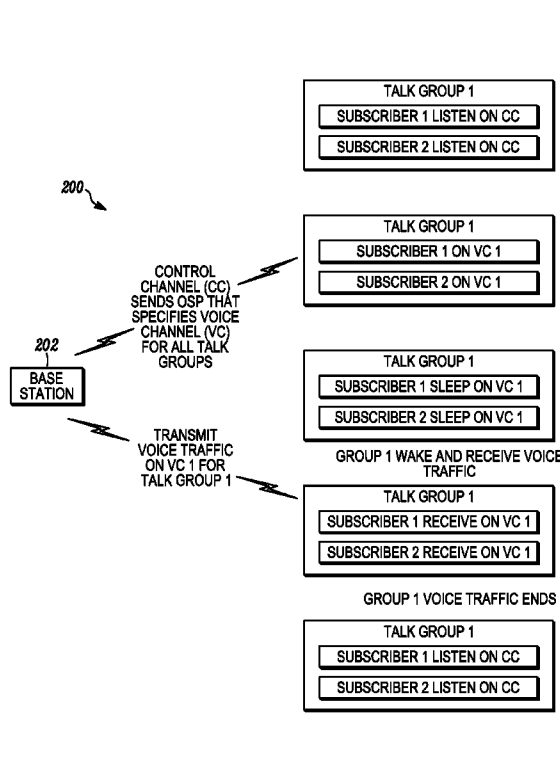 TALK GROUP 1
SUBSCRIBER 1 LISTEN ON CC
SUBSCRIBER 2 LISTEN ON CC
200
TALK GROUP 1
SUBSCRIBER 1 ON VC 1
SUBSCRIBER 2 ON VC 1
CONTROL
CHANNEL (CC)
SENDS OSP THAT
SPECIFIES VOICE
CHANNEL (VC)
FOR ALL TALK
GROUPS
202
BASE
STATION
TALK GROUP 1
SUBSCRIBER 1 SLEEP ON VC 1
SUBSCRIBER 2 SLEEP ON VC 1
TRANSMIT
VOICE TRAFFIC
ON VC 1 FOR
TALK GROUP 1
GROUP 1 WAKE AND RECEIVE VOICE
TRAFFIC
TALK GROUP 1
SUBSCRIBER 1 RECEIVE ON VC 1
SUBSCRIBER 2 RECEIVE ON VC 1
GROUP 1 VOICE TRAFFIC ENDS
TALK GROUP 1
SUBSCRIBER 1 LISTEN ON CC
SUBSCRIBER 2 LISTEN ON CC